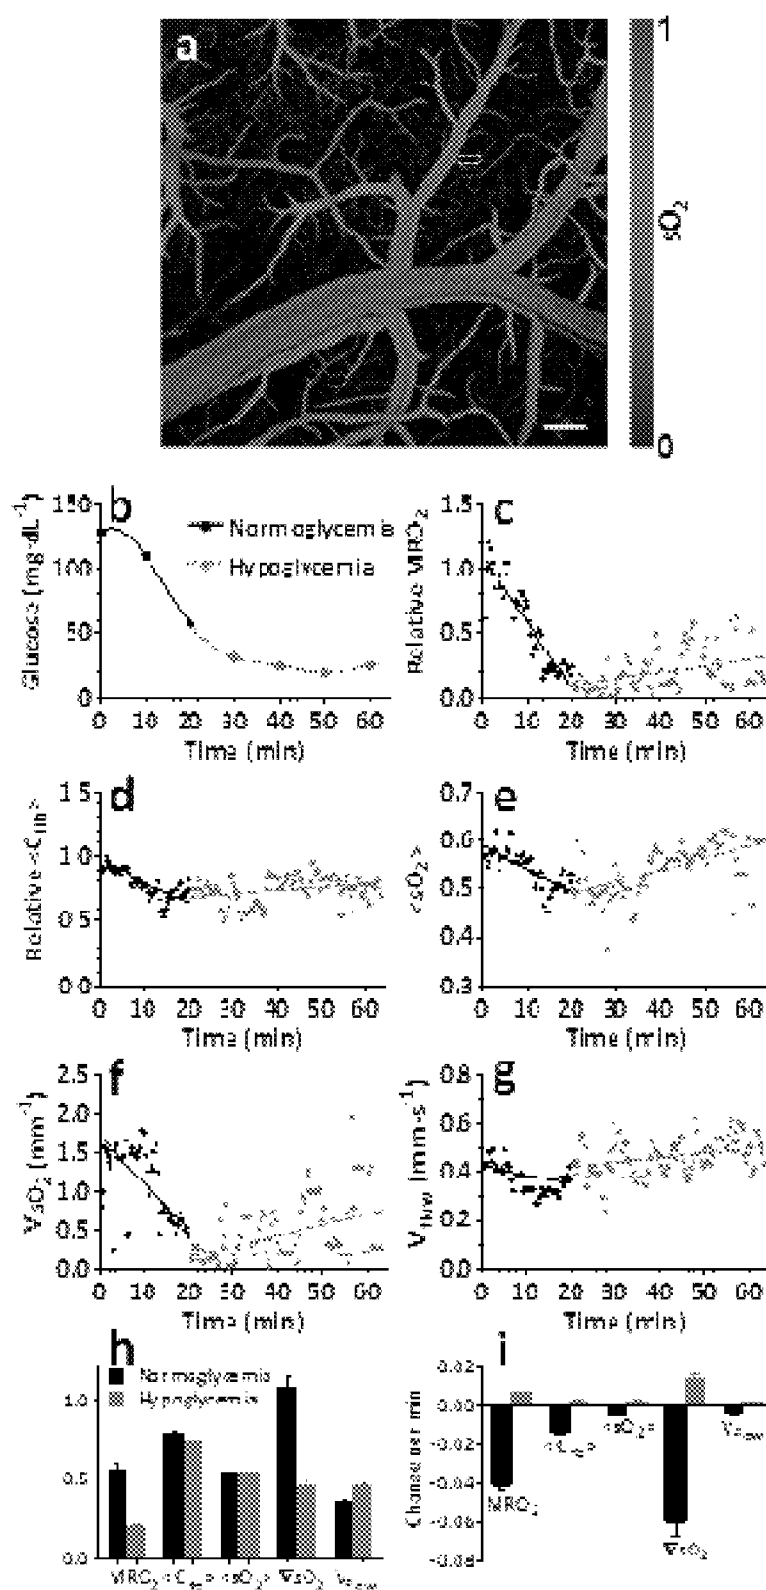 a
1
sO2
0
b
Glucose (mg·dL-1)
150
100
50
0
Normoglycemia
Hypoglycemia
0 10 20 30 40 50 60
Time (min)
c
Relative MRO2
1.5
1.0
0.5
0.0
0 10 20 30 40 50 60
Time (min)
d
Relative <CHb>
1.5
1.0
0.5
0.0
0 10 20 30 40 50 60
Time (min)
e
<sO2>
0.7
0.6
0.5
0.4
0.3
0 10 20 30 40 50 60
Time (min)
f
∇sO2 (mm-1)
2.5
2.0
1.5
1.0
0.5
0.0
0 10 20 30 40 50 60
Time (min)
g
Vflow (mm·s-1)
0.8
0.6
0.4
0.2
0.0
0 10 20 30 40 50 60
Time (min)
h
Normoglycemia
Hypoglycemia
1.0
0.5
0.0
MRO2 <CHb> <sO2> ∇sO2 Vflow
i
Change per min
0.02
0.00
-0.02
-0.04
-0.06
-0.08
MRO2
<CHb>
<sO2>
∇sO2
Vflow